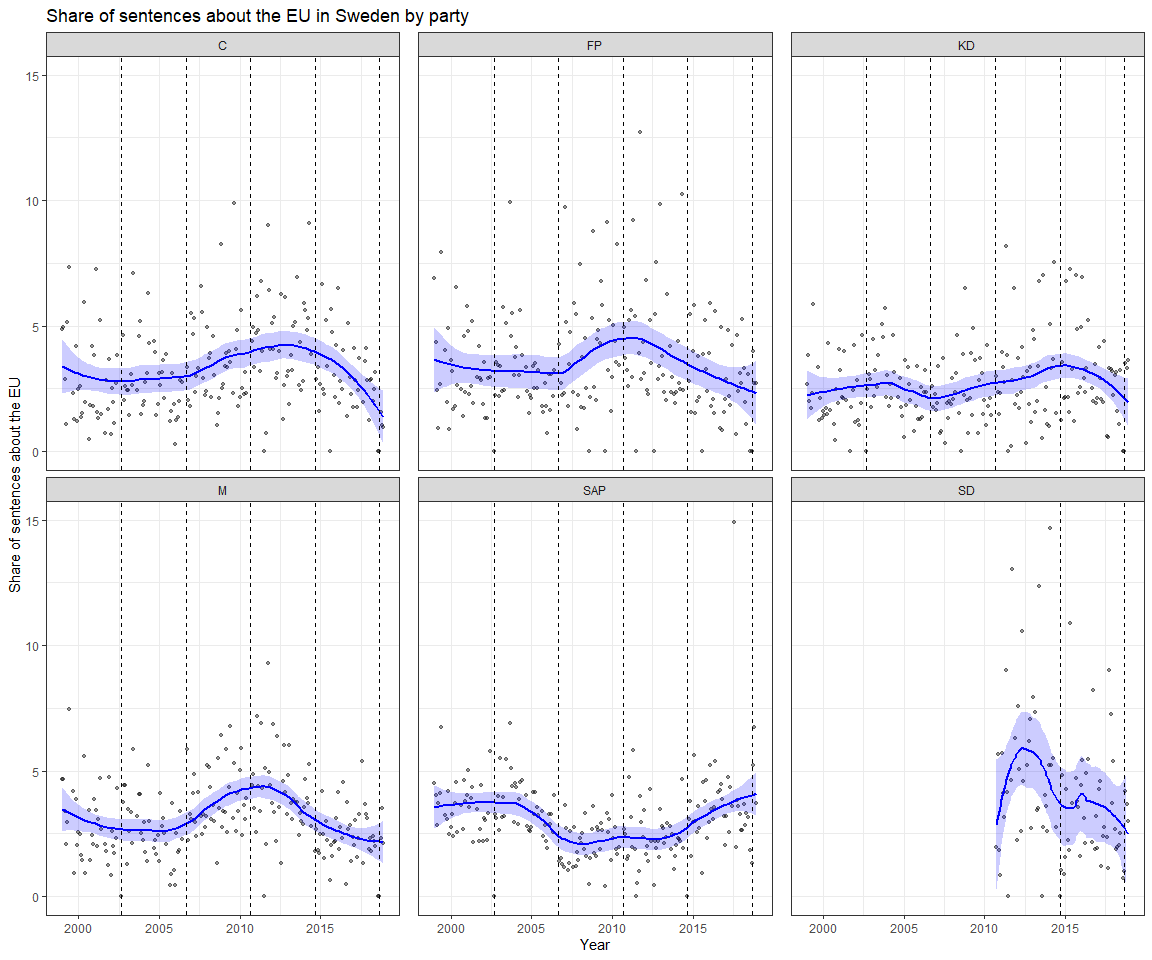 Share of sentences about the EU in Sweden by party
C
FP
KD
15
10
5
0
M
SAP
SD
15
10
5
0
Share of sentences about the EU
2000 2005 2010 2015 2000 2005 2010 2015 2000 2005 2010 2015
Year